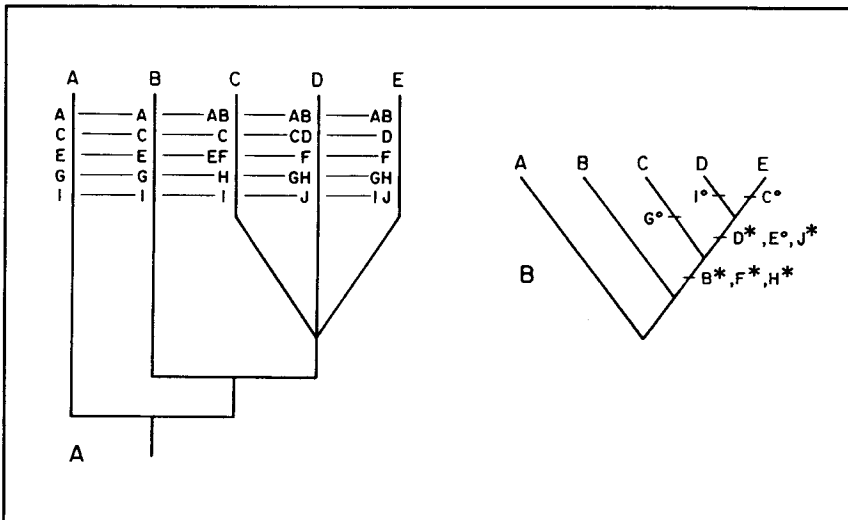 A B C D E
A A AB AB AB
C C C CD D
E E EF F F
G G H GH GH
I I I J IJ
A
A B C D E
I° C°
G°
D*, E°, J*
B
B*, F*, H*